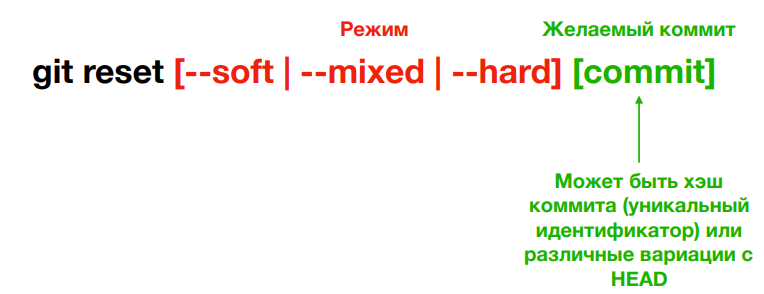 Режим
Желаемый коммит
git reset [--soft | --mixed | --hard] [commit]
Может быть хэш
коммита (уникальный
идентификатор) или
различные вариации с
HEAD